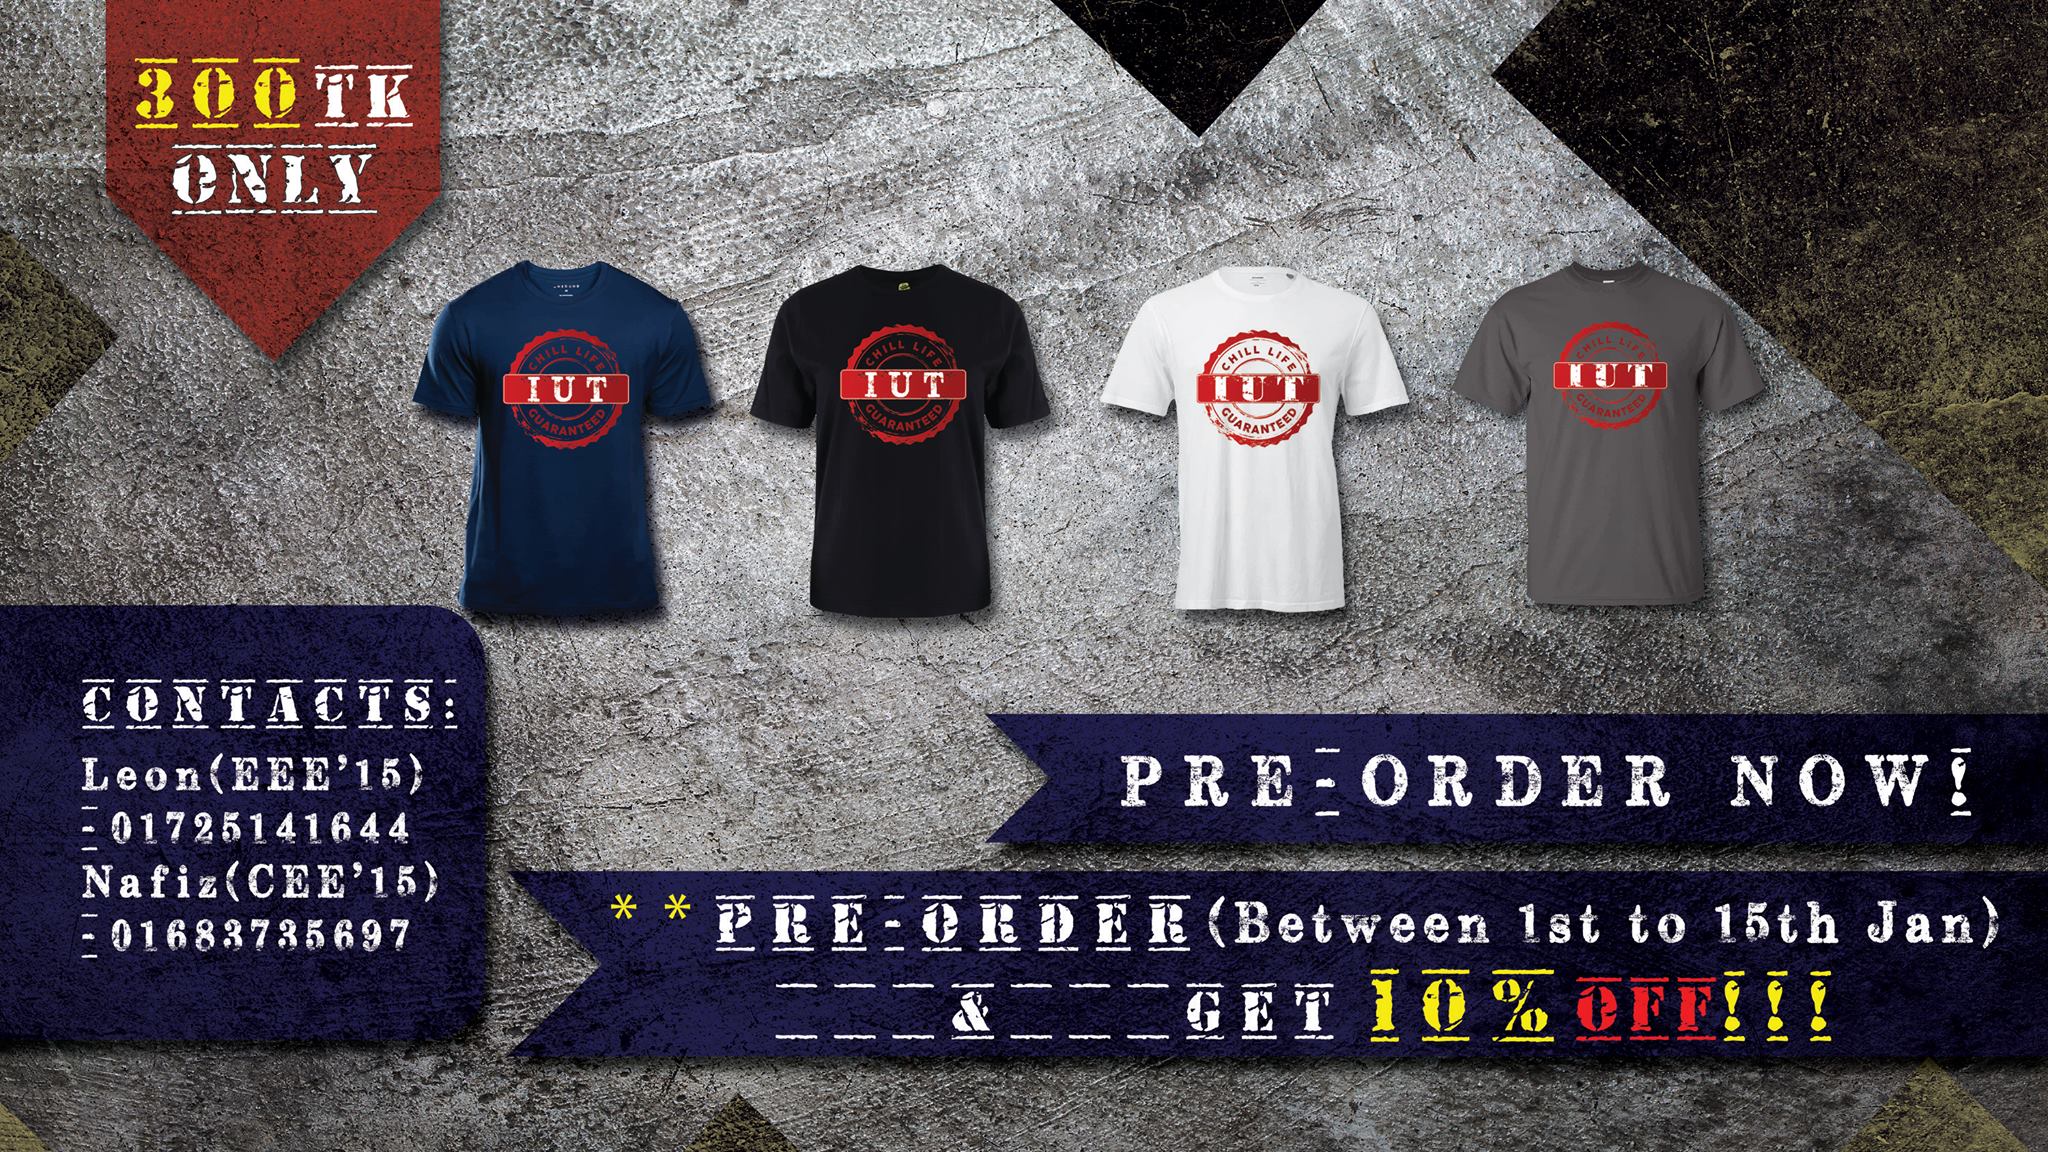 300TK
ONLY
CHILL LIFE
IUT
GUARANTEED
CHILL LIFE
IUT
GUARANTEED
CHILL LIFE
IUT
GUARANTEED
CHILL LIFE
IUT
GUARANTEED
CONTACTS:
Leon(EEE'15)
-01725141644
Nafiz(CEE'15)
-01683735697
PRE-ORDER NOW!
**PRE-ORDER(Between 1st to 15th Jan)
&
GET 10% OFF!!!